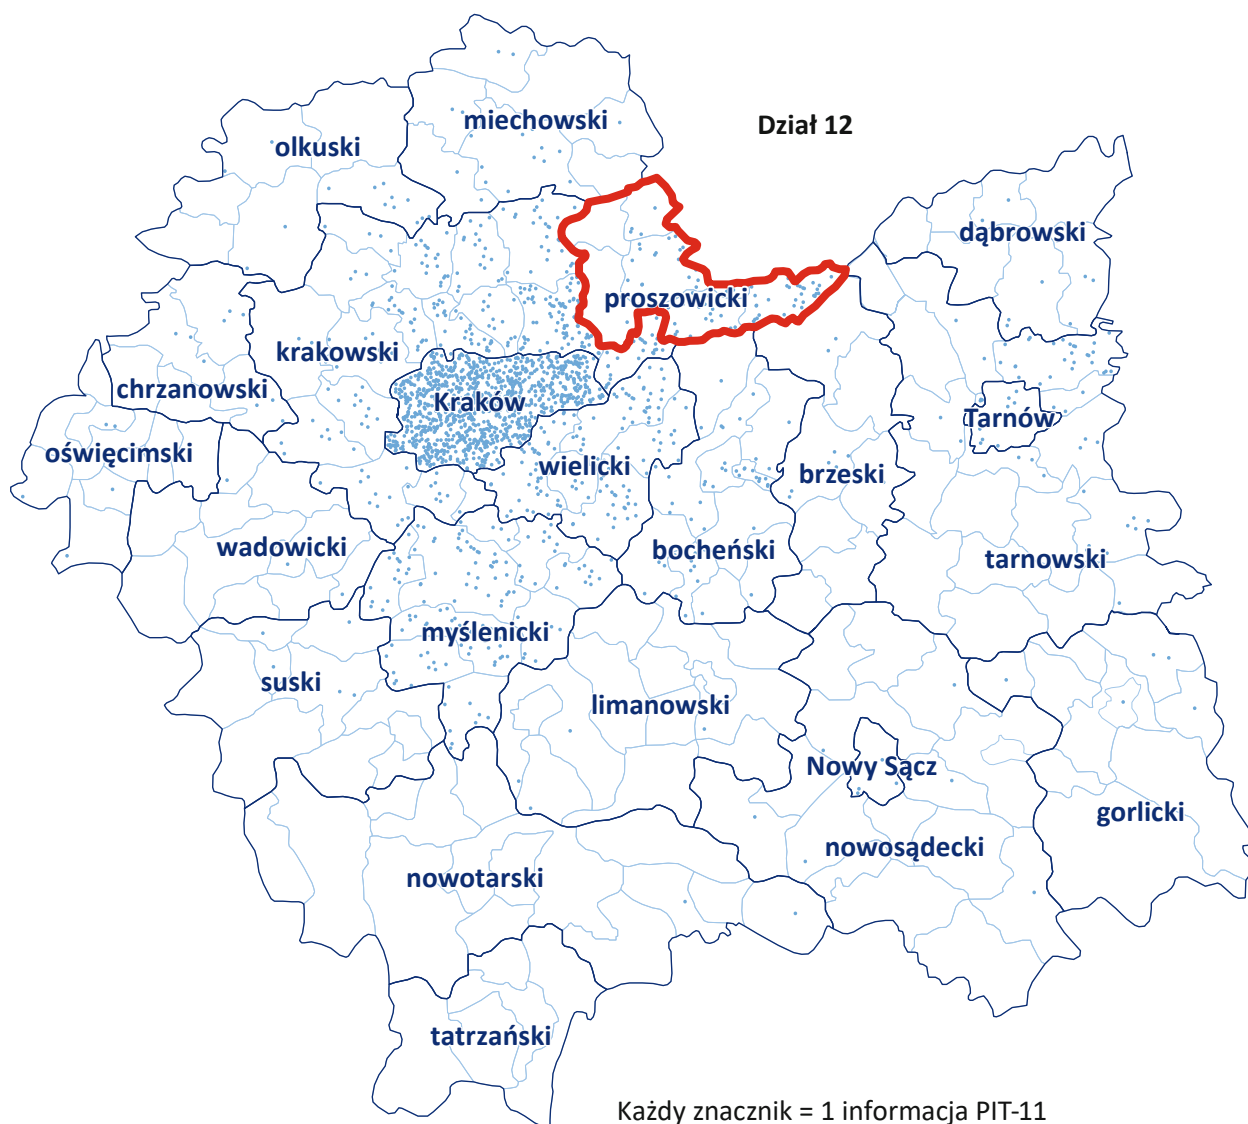 Dział 12
miechowski
olkuski
dąbrowski
proszowicki
krakowski
chrzanowski
Kraków
Tarnów
oświęcimski
wielicki
brzeski
wadowicki
bocheński
tarnowski
myślenicki
suski
limanowski
Nowy Sącz
gorlicki
nowosądecki
nowotarski
tatrzański
Każdy znacznik = 1 informacja PIT-11